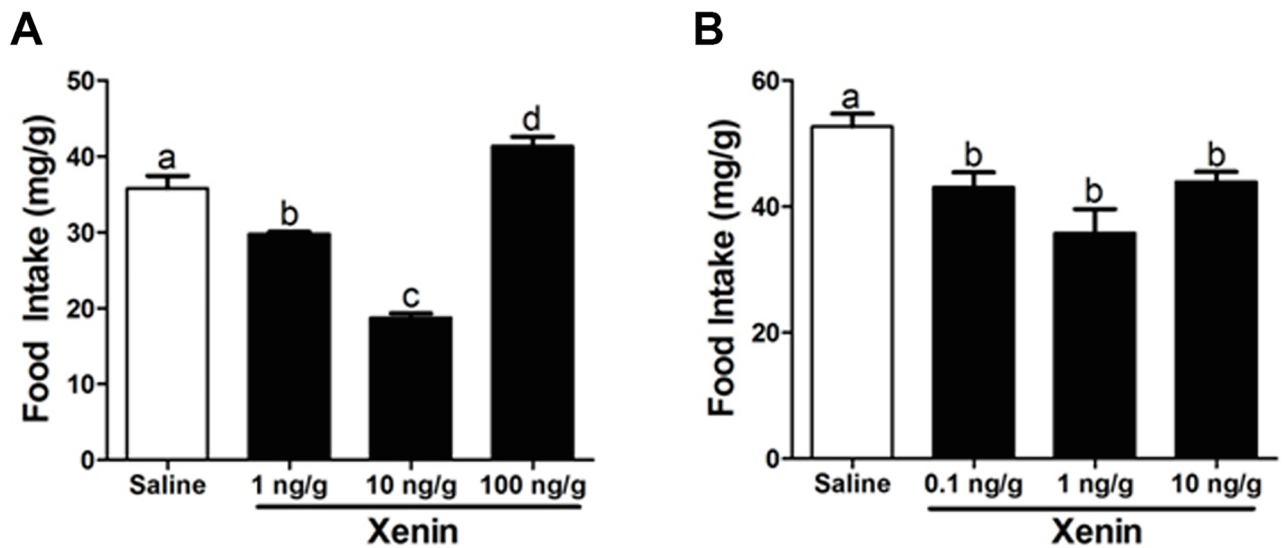 A
Food Intake (mg/g)
50
40
30
20
10
0
a
b
c
d
Saline
1 ng/g
10 ng/g
100 ng/g
Xenin
B
Food Intake (mg/g)
60
40
20
0
a
b
b
b
Saline
0.1 ng/g
1 ng/g
10 ng/g
Xenin